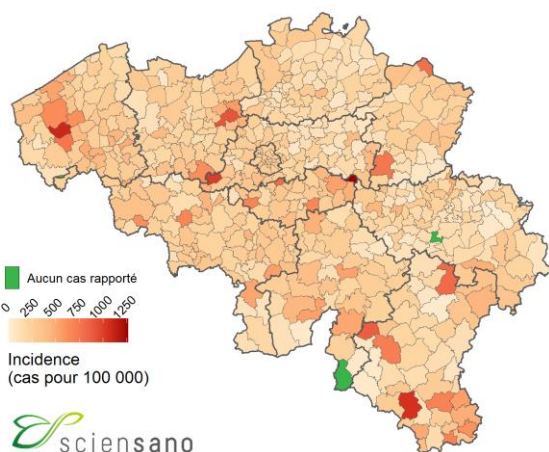 Aucun cas rapporté
0 250 500 750 1000 1250
Incidence
(cas pour 100 000)
sciensano